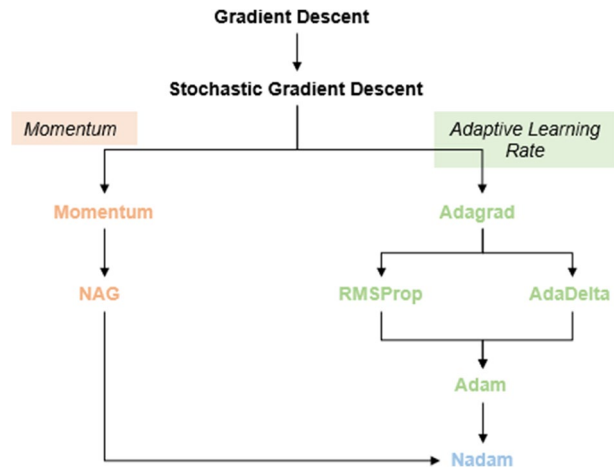 Gradient Descent
Stochastic Gradient Descent
Momentum
Adaptive Learning
Rate
Momentum
Adagrad
NAG
RMSProp
AdaDelta
Adam
Nadam